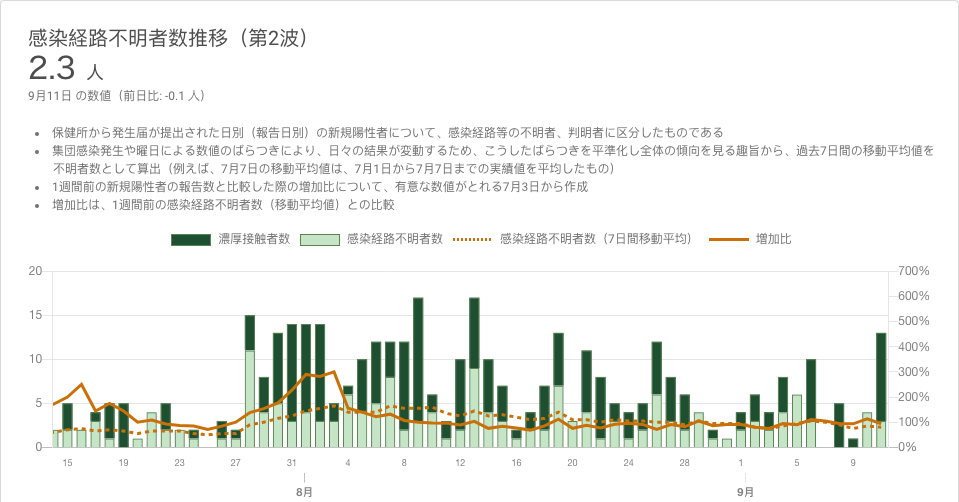 感染経路不明者数推移（第2波）
2.3 人
9月11日 の数値（前日比: -0.1 人）
• 保健所から発生届が提出された日別（報告日別）の新規陽性者について、感染経路等の不明者、判明者に区分したものである
• 集団感染発生や曜日による数値のばらつきにより、日々の結果が変動するため、こうしたばらつきを平準化し全体の傾向を見る趣旨から、過去7日間の移動平均値を
不明者数として算出（例えば、7月7日の移動平均値は、7月1日から7月7日までの実績値を平均したもの）
• 1週間前の新規陽性者の報告数と比較した際の増加比について、有意な数値がとれる7月3日から作成
• 増加比は、1週間前の感染経路不明者数（移動平均値）との比較
濃厚接触者数 感染経路不明者数 感染経路不明者数（7日間移動平均） 増加比
20 700%
600%
15 500%
400%
10 300%
5 200%
100%
0 0%
15 19 23 27 31 4 8 12 16 20 24 28 1 5 9
8月 9月